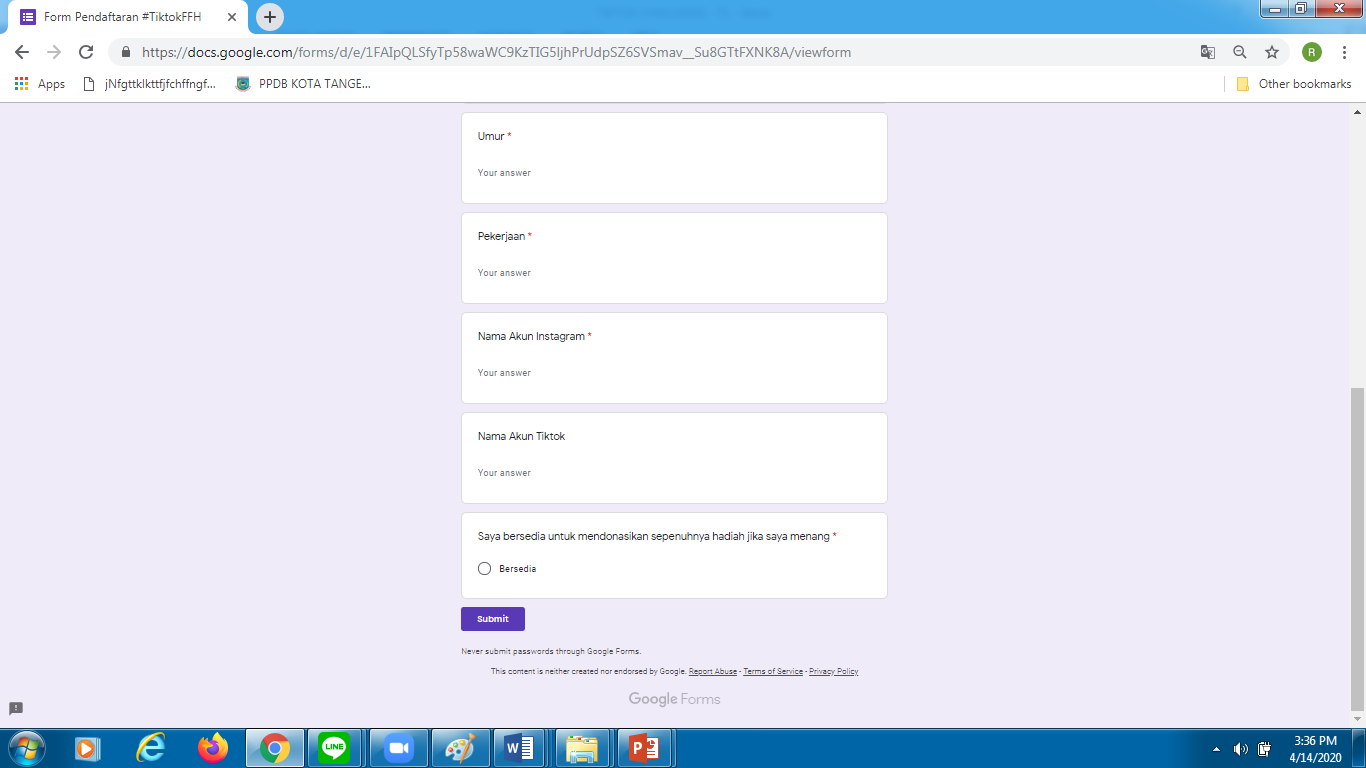 Form Pendaftaran #TiktokFFH
https://docs.google.com/forms/d/e/1FAIpQLSfyTp58waWC9KzTIG5ljhPrUdpSZ6SVSmav__Su8GTtFXNK8A/viewform
R
Apps
jNfgttklkttfjfchffngf...
PPDB KOTA TANGE...
Other bookmarks
Umur *
Your answer
Pekerjaan *
Your answer
Nama Akun Instagram *
Your answer
Nama Akun Tiktok
Your answer
Saya bersedia untuk mendonasikan sepenuhnya hadiah jika saya menang *
Bersedia
Submit
Never submit passwords through Google Forms.
This content is neither created nor endorsed by Google. Report Abuse - Terms of Service - Privacy Policy
Google Forms
LINE
3:36 PM
4/14/2020